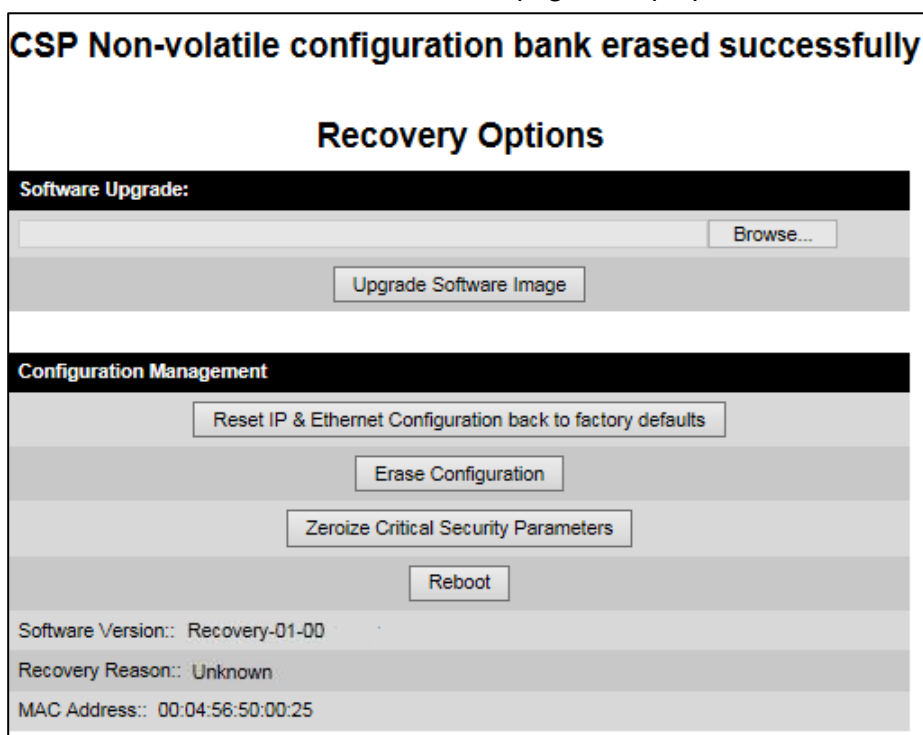 CSP Non-volatile configuration bank erased successfully
Recovery Options
Software Upgrade:
Browse...
Upgrade Software Image
Configuration Management
Reset IP & Ethernet Configuration back to factory defaults
Erase Configuration
Zeroize Critical Security Parameters
Reboot
Software Version:: Recovery-01-00
Recovery Reason:: Unknown
MAC Address:: 00:04:56:50:00:25